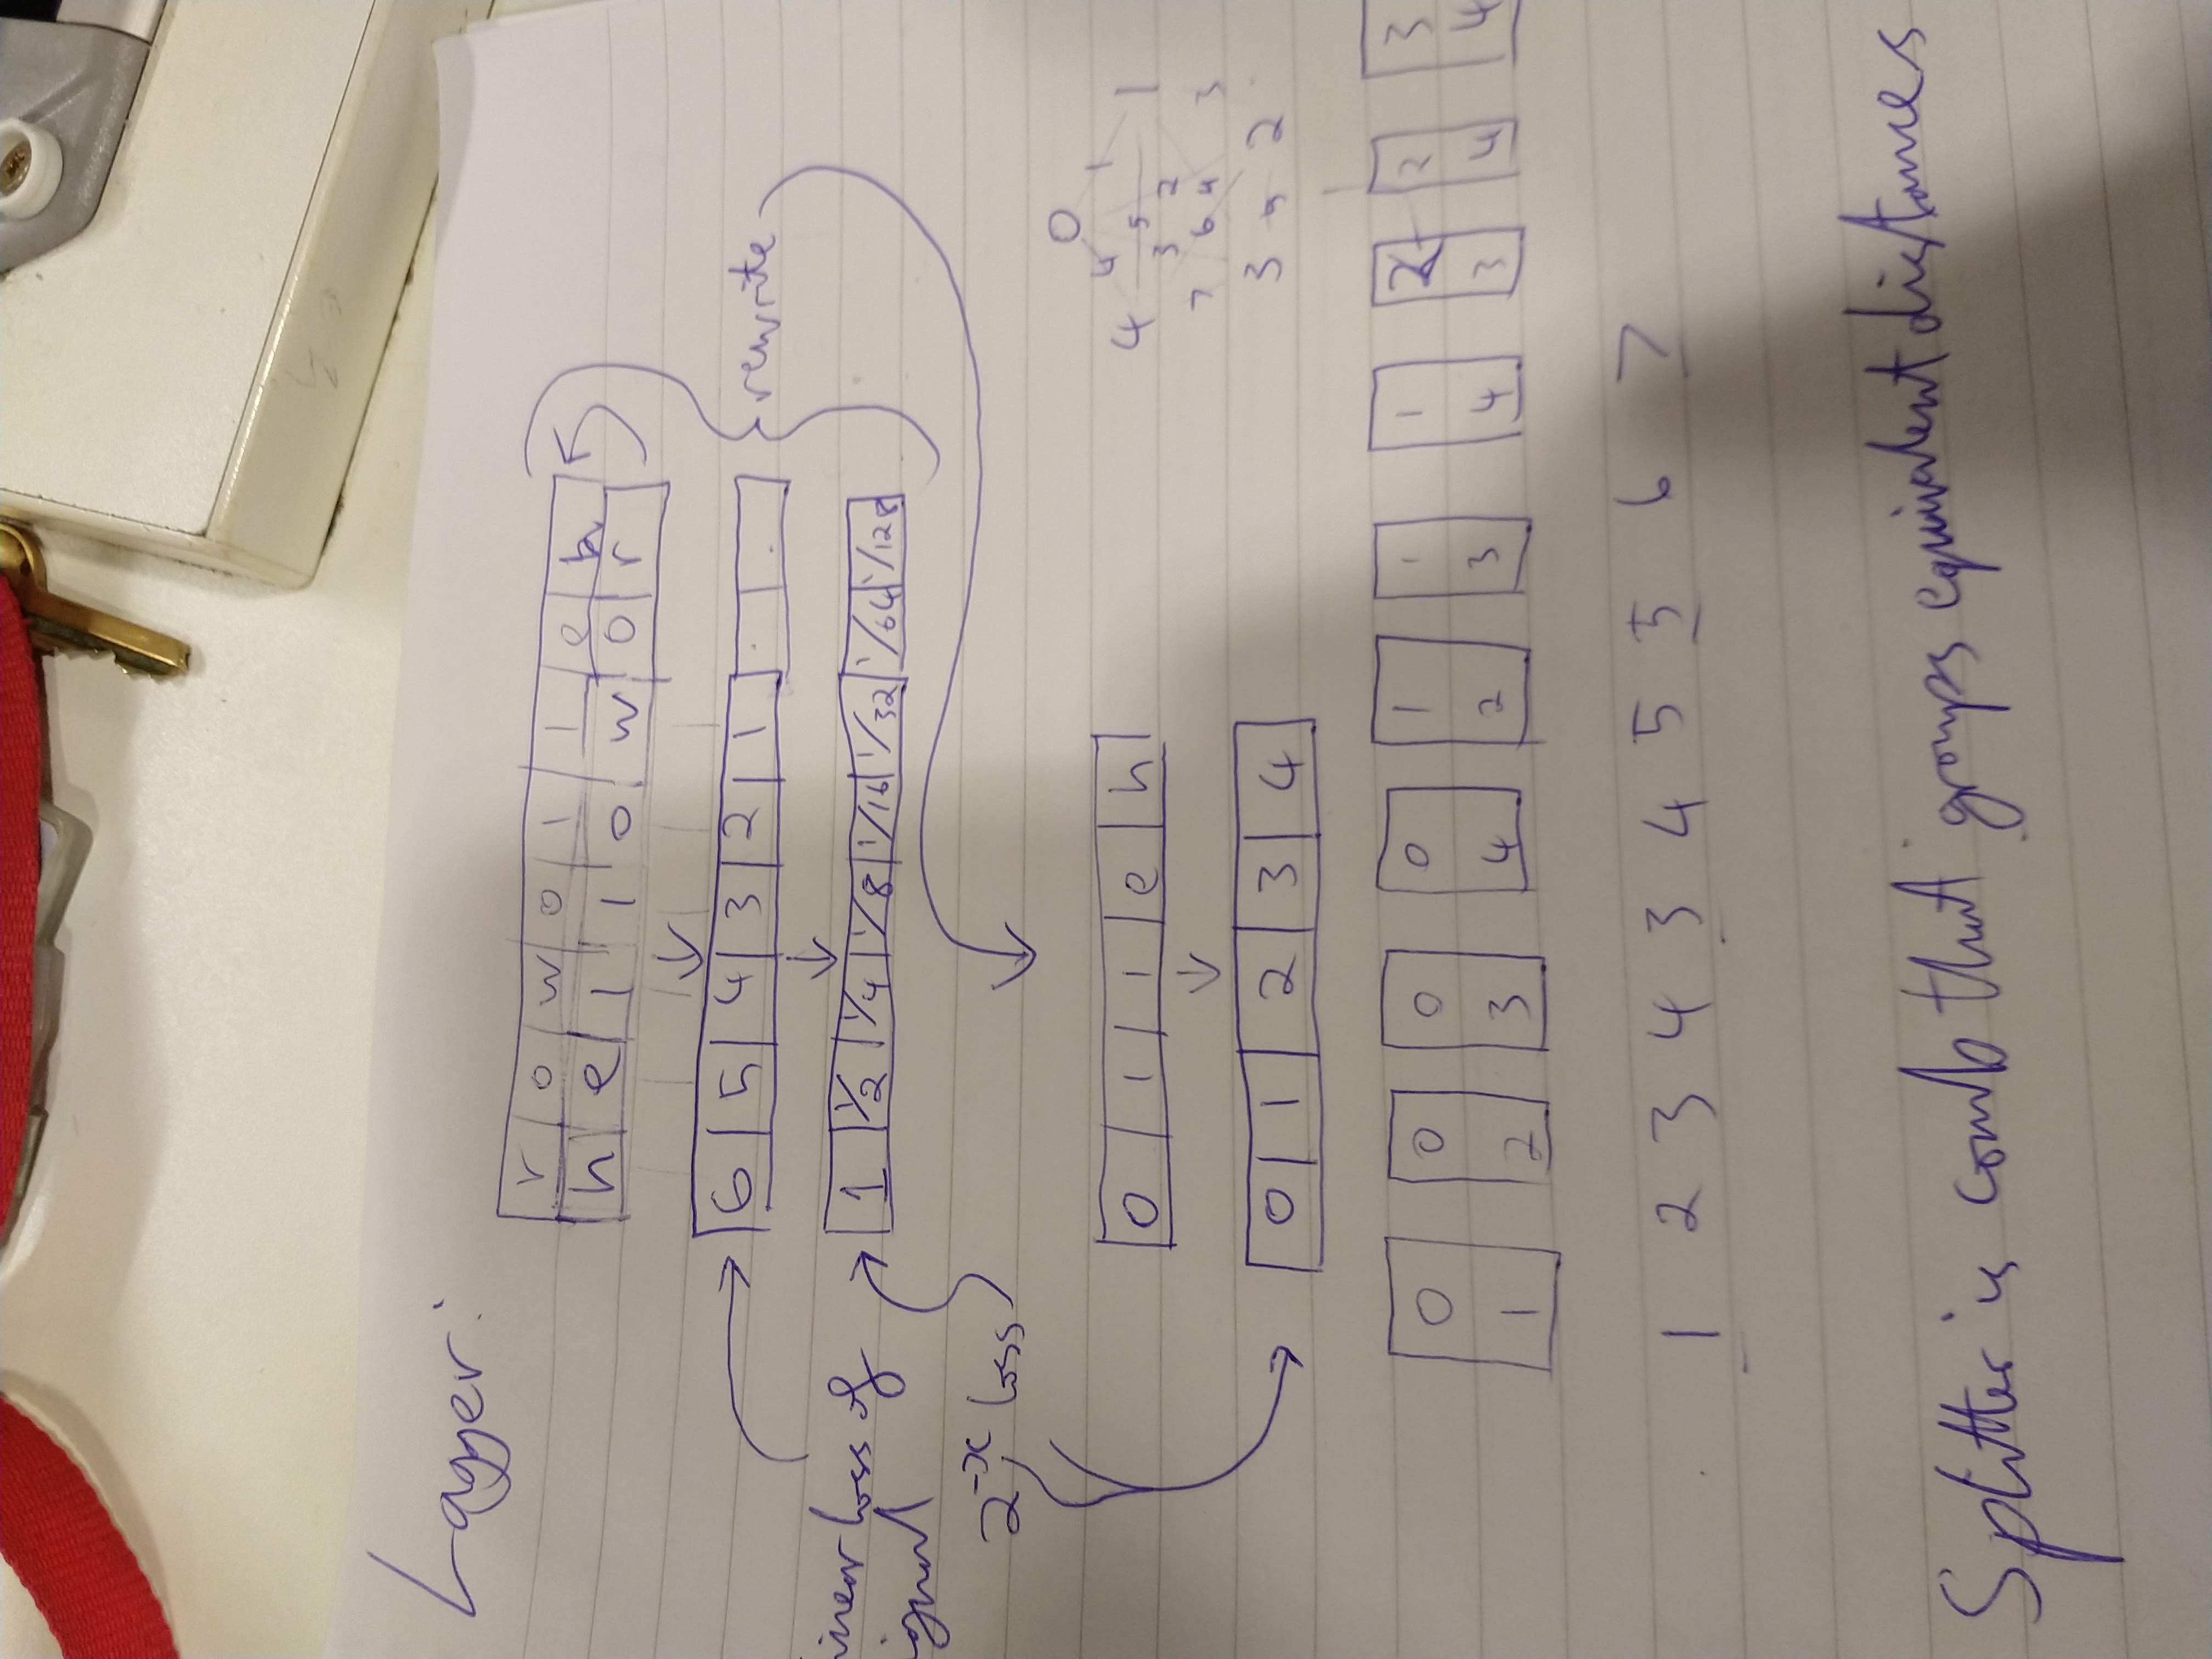 Lagger:
r o w o l l e h
h e l l o w o r
6 5 4 3 2 1 . .
rewrite
inear loss of
ignal
1 1/2 1/4 1/8 1/16 1/32 1/64 1/128
2^-x loss
o l l e h
0 1 2 3 4
0
4 1
4 5 1
3 2
7 6 4 3
3 5 2
0 0 0 0 1 1 1 2 2 3
1 2 3 4 2 3 4 3 4 4
1 2 3 4 3 4 5 5 6 7
Splitter is comb that groups equivalent distances